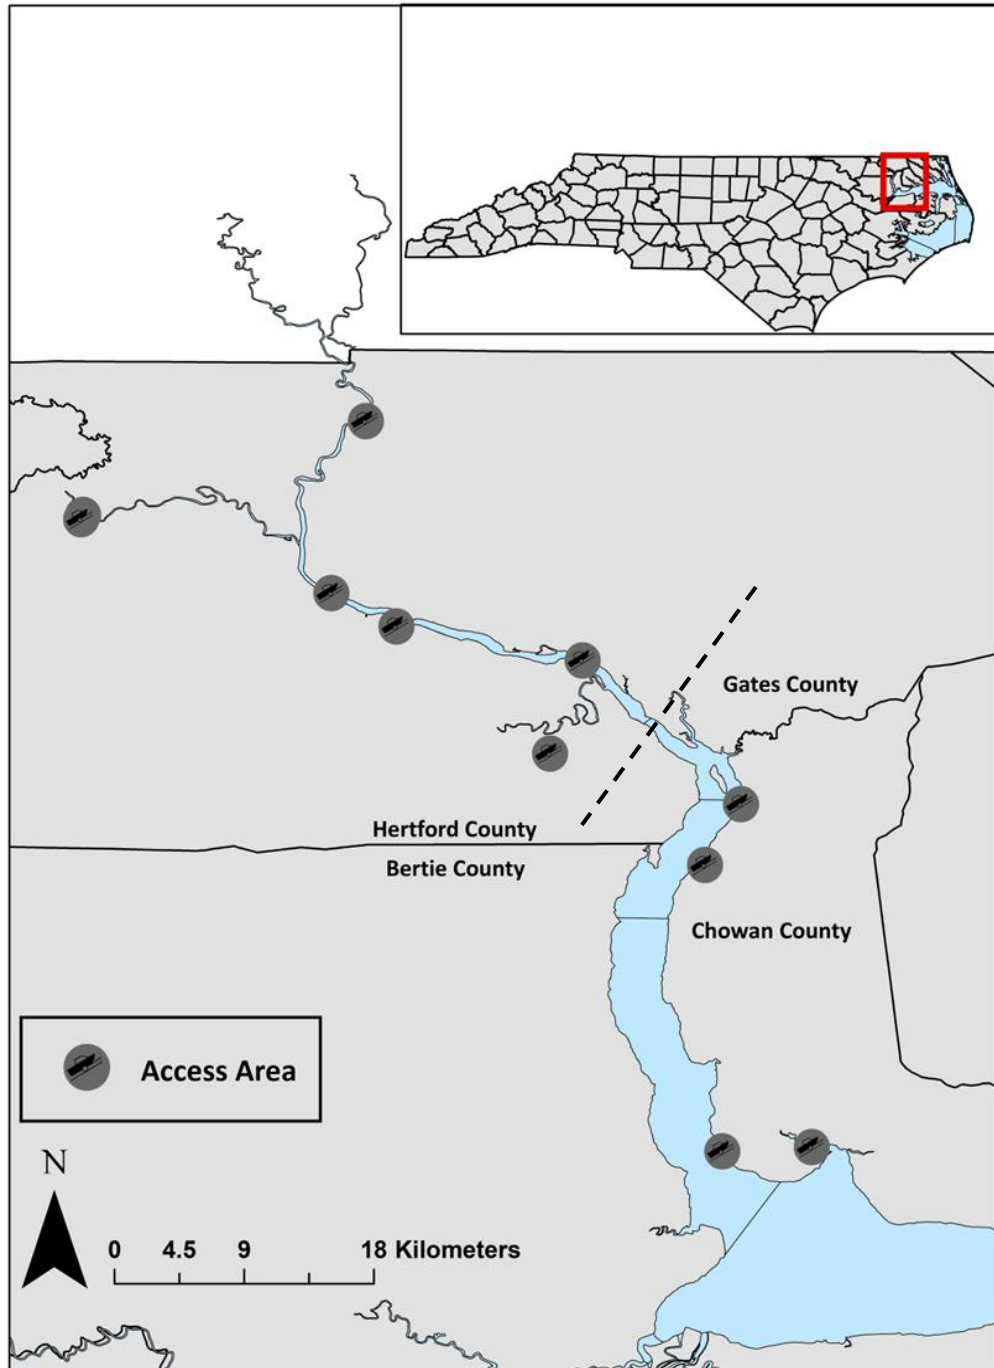 Gates County
Hertford County
Bertie County
Chowan County
Access Area
N
0 4.5 9 18 Kilometers